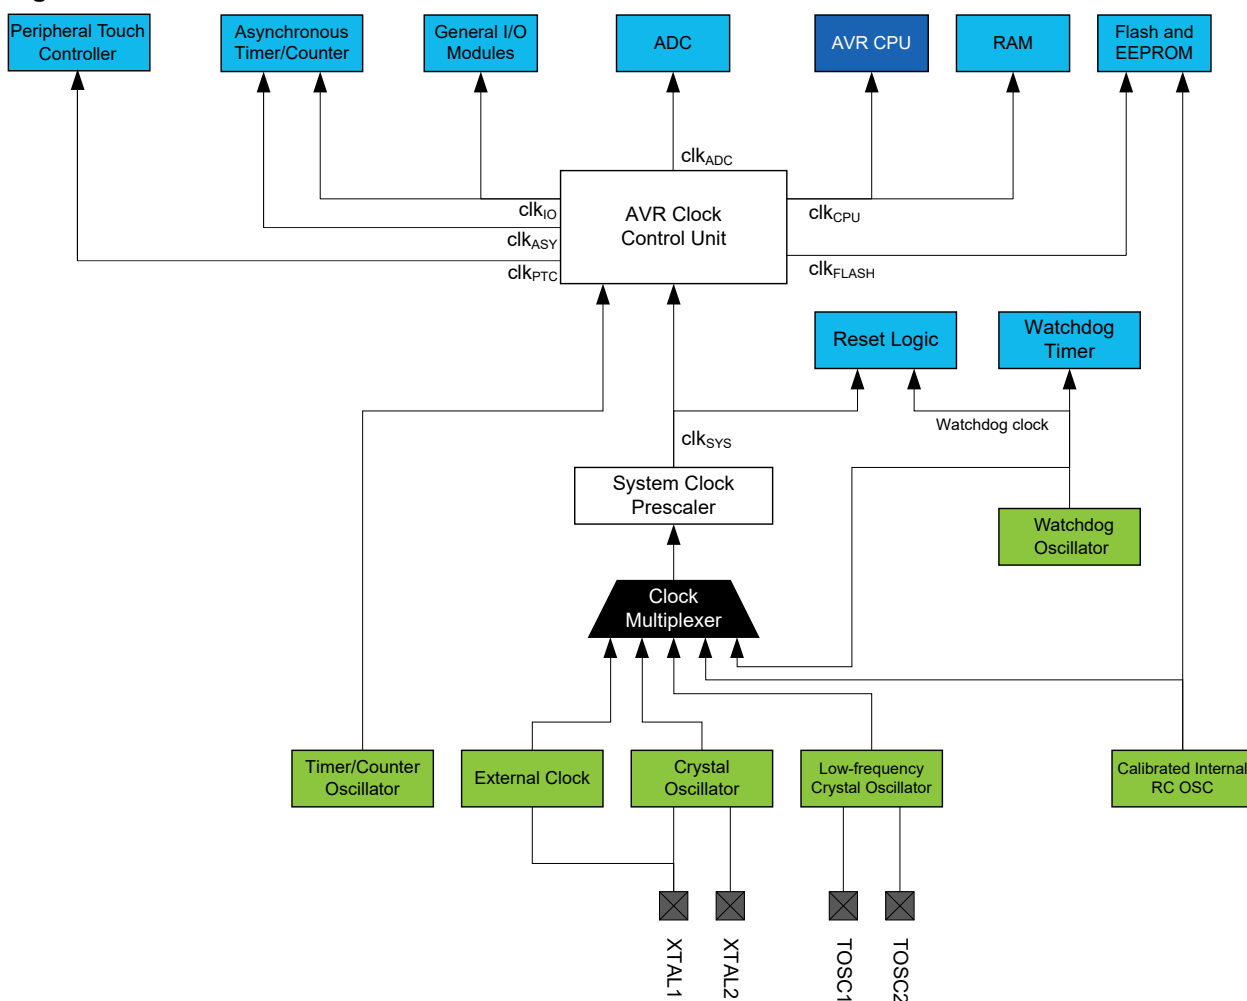 Peripheral Touch
Controller
Asynchronous
Timer/Counter
General I/O
Modules
ADC
AVR CPU
RAM
Flash and
EEPROM
clkADC
AVR Clock
Control Unit
clkIO
clkASY
clkPTC
clkCPU
clkFLASH
Reset Logic
Watchdog
Timer
Watchdog clock
clkSYS
System Clock
Prescaler
Watchdog
Oscillator
Clock
Multiplexer
Timer/Counter
Oscillator
External Clock
Crystal
Oscillator
Low-frequency
Crystal Oscillator
Calibrated Internal
RC OSC
XTAL1
XTAL2
TOSC1
TOSC2